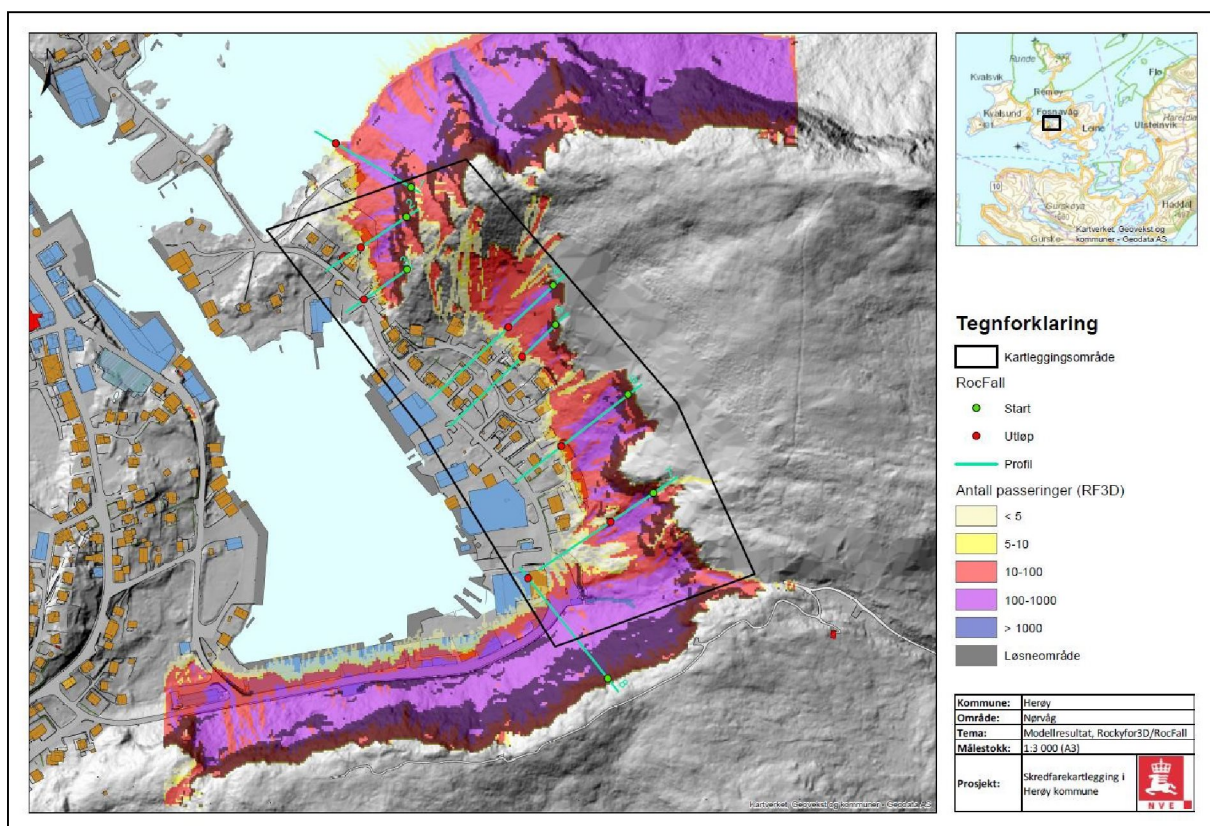 N
Kartverket, Geovekst og kommuner - Geodata AS
Runde
Kvalsvik
Remøy
Flø
Kvalsund
Fosnavåg
Leine
Ulsteinvik
Hareidla
10
Gurskøya
Gurske
Kartverket, Geovekst og
kommuner - Geodata AS
Tegnforklaring
Kartleggingsområde
RocFall
Start
Utløp
Profil
Antall passeringer (RF3D)
< 5
5-10
10-100
100-1000
> 1000
Løsneområde
Kommune: Herøy
Område: Nørvåg
Tema: Modellresultat, Rockyfor3D/RocFall
Målestokk: 1:3 000 (A3)
Prosjekt: Skredfarekartlegging i
Herøy kommune
NVE